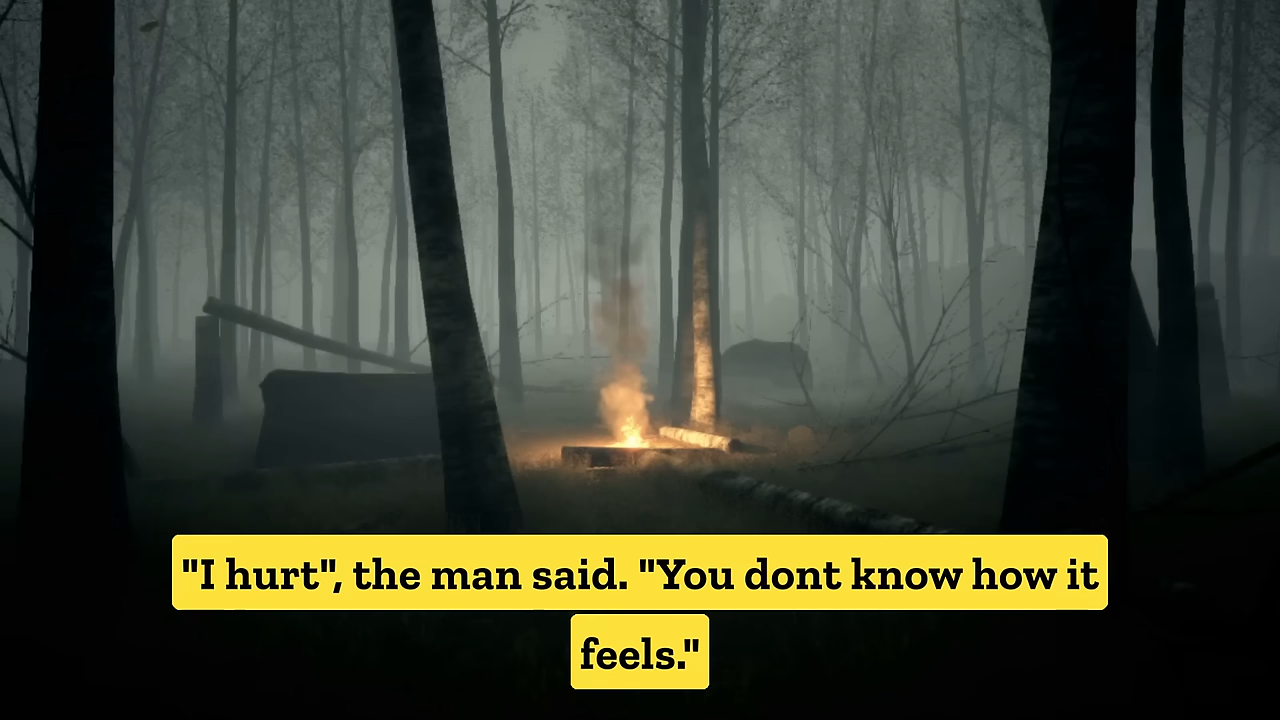 "I hurt", the man said. "You dont know how it
feels."